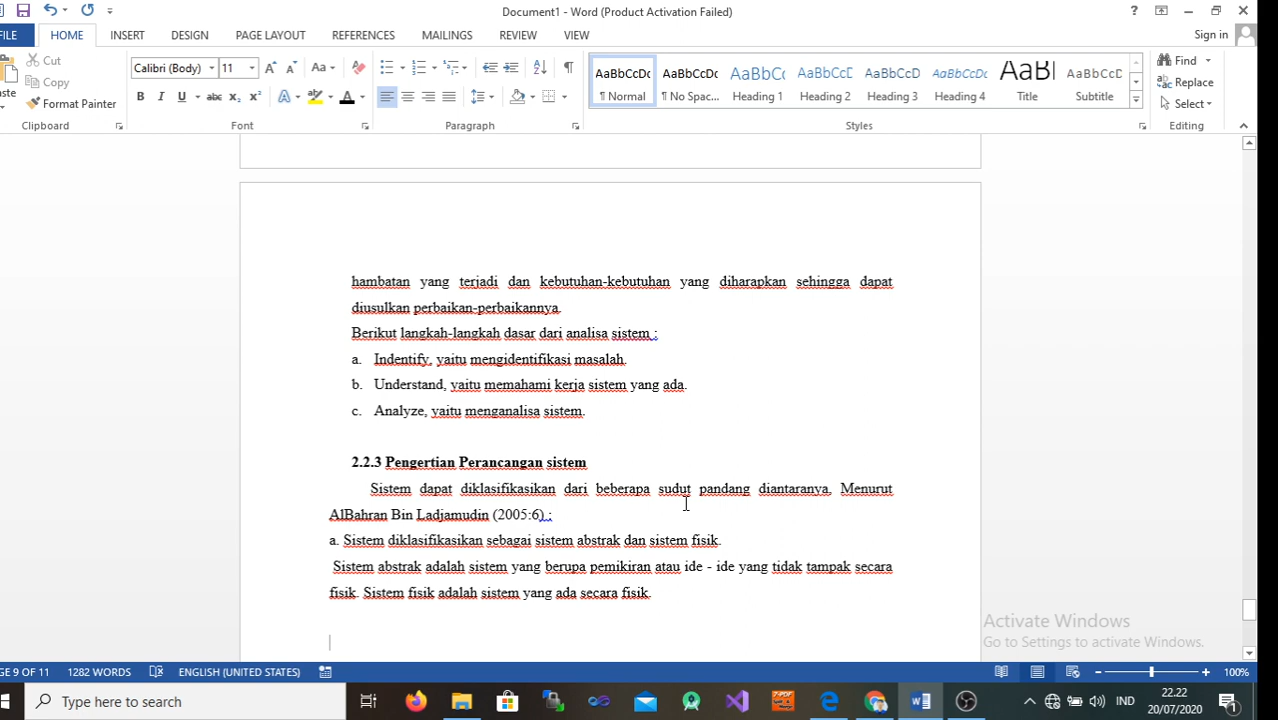 Document1 - Word (Product Activation Failed)
FILE HOME INSERT DESIGN PAGE LAYOUT REFERENCES MAILINGS REVIEW VIEW Sign in
Cut
Copy
Format Painter
Calibri (Body) 11
AaBbCcDc AaBbCcDc AaBbC AaBbCcE AaBbCcD AaBbCcD AaBl AaBbCcD
¶ Normal ¶ No Spac... Heading 1 Heading 2 Heading 3 Heading 4 Title Subtitle
Find
Replace
Select
Clipboard Font Paragraph Styles Editing
hambatan yang terjadi dan kebutuhan-kebutuhan yang diharapkan sehingga dapat
diusulkan perbaikan-perbaikannya.
Berikut langkah-langkah dasar dari analisa sistem :
a. Indentify, yaitu mengidentifikasi masalah.
b. Understand, yaitu memahami kerja sistem yang ada.
c. Analyze, yaitu menganalisa sistem.
2.2.3 Pengertian Perancangan sistem
Sistem dapat diklasifikasikan dari beberapa sudut pandang diantaranya, Menurut
AlBahran Bin Ladjamudin (2005:6) :
a. Sistem diklasifikasikan sebagai sistem abstrak dan sistem fisik.
Sistem abstrak adalah sistem yang berupa pemikiran atau ide - ide yang tidak tampak secara
fisik. Sistem fisik adalah sistem yang ada secara fisik.
Activate Windows
Go to Settings to activate Windows.
GE 9 OF 11 1282 WORDS ENGLISH (UNITED STATES) 100%
Type here to search
IND
22.22
20/07/2020